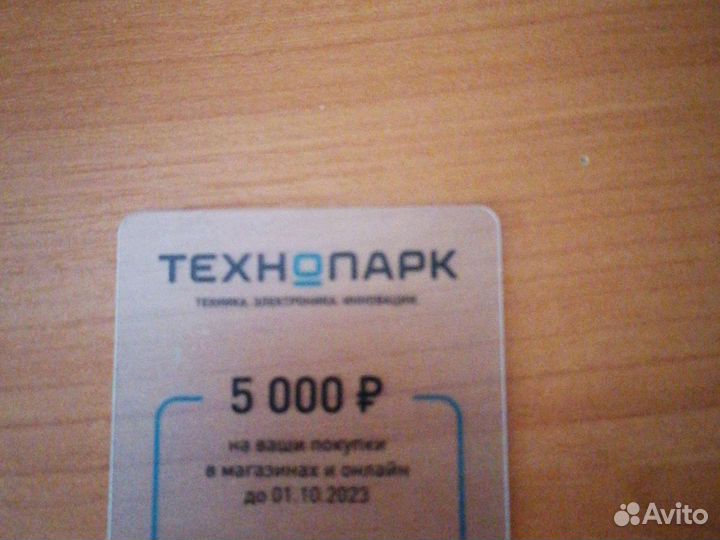 ТЕХНОПАРК
ТЕХНИКА. ЭЛЕКТРОНИКА. ИННОВАЦИИ.
5 000 ₽
на ваши покупки
в магазинах и онлайн
до 01.10.2023
Avito